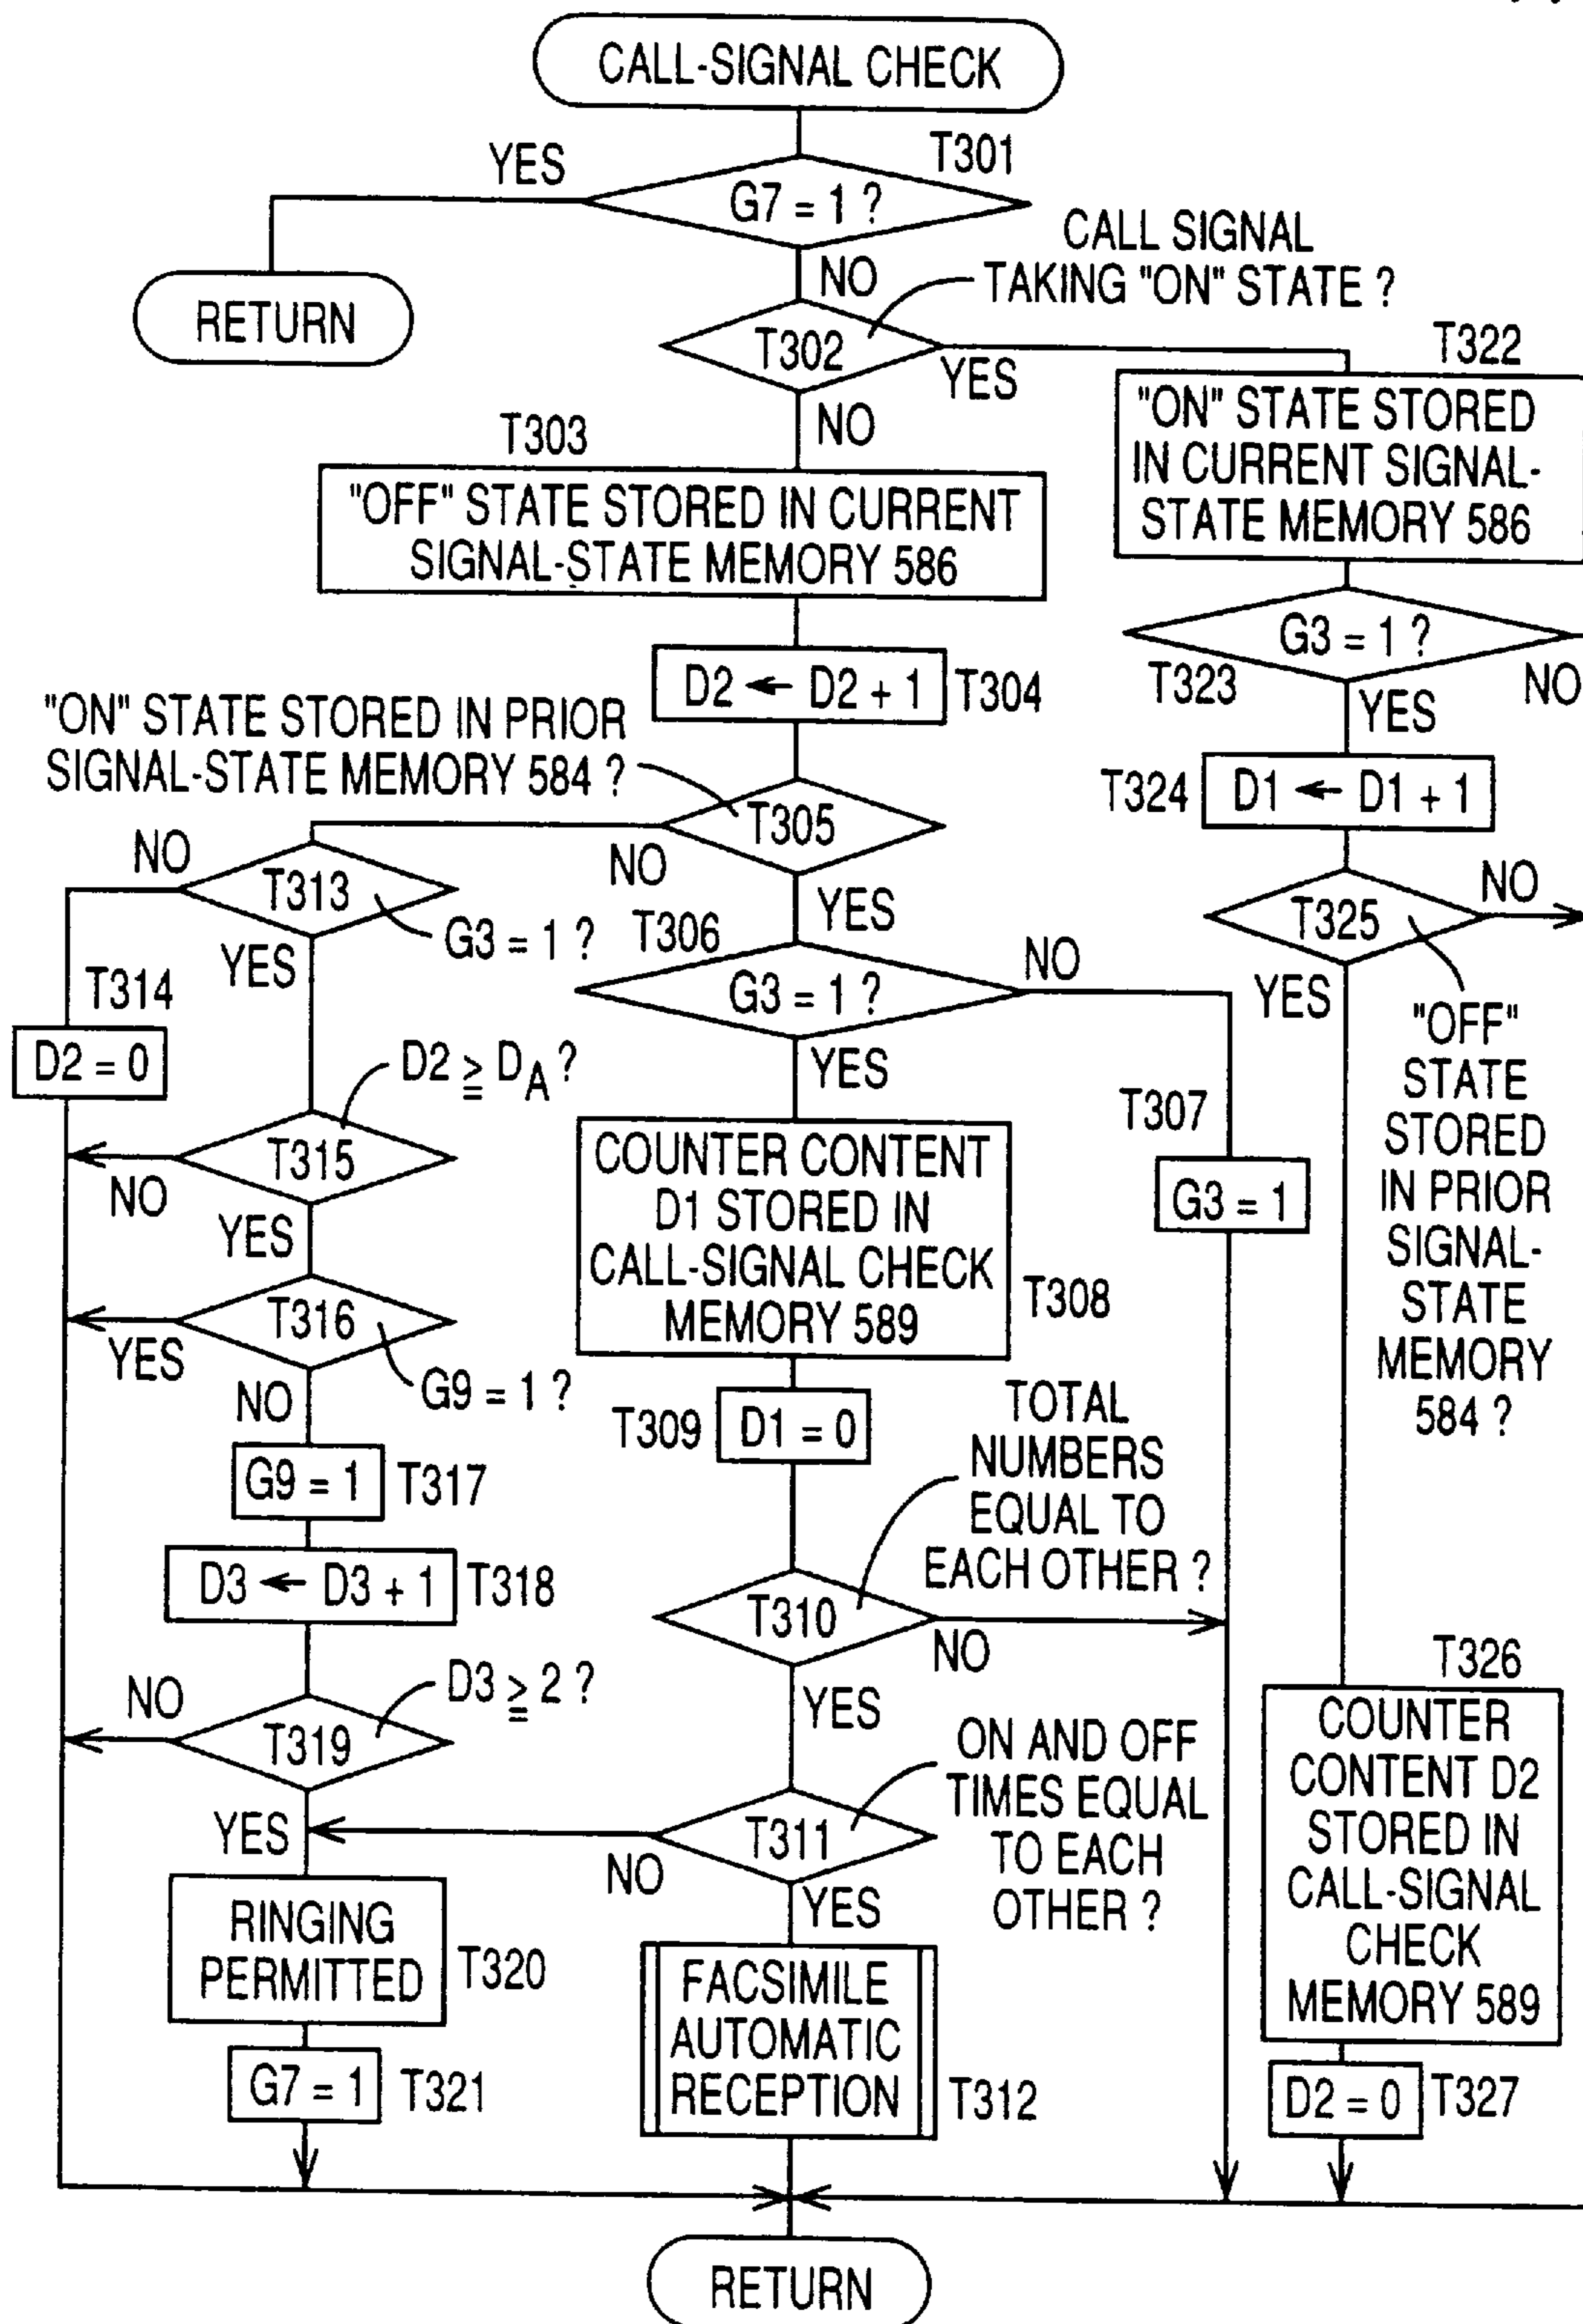 CALL-SIGNAL CHECK
T301
YES
G7 = 1 ?
CALL SIGNAL
TAKING "ON" STATE ?
NO
RETURN
T302
YES
T322
"ON" STATE STORED
IN CURRENT SIGNAL-
STATE MEMORY 586
NO
T303
"OFF" STATE STORED IN CURRENT
SIGNAL-STATE MEMORY 586
G3 = 1 ?
T323
NO
YES
D2 ← D2 + 1
T304
"ON" STATE STORED IN PRIOR
SIGNAL-STATE MEMORY 584 ?
T324
D1 ← D1 + 1
T305
NO
NO
T313
YES
T325
NO
G3 = 1 ?
T306
YES
G3 = 1 ?
NO
YES
"OFF"
STATE
STORED
IN PRIOR
SIGNAL-
STATE
MEMORY
584 ?
T314
D2 = 0
D2 ≧ DA ?
YES
T307
G3 = 1
T315
NO
YES
COUNTER CONTENT
D1 STORED IN
CALL-SIGNAL CHECK
MEMORY 589
T308
T316
YES
G9 = 1 ?
NO
T309
D1 = 0
TOTAL
NUMBERS
EQUAL TO
EACH OTHER ?
G9 = 1
T317
D3 ← D3 + 1
T318
T310
NO
YES
T326
COUNTER
CONTENT D2
STORED IN
CALL-SIGNAL
CHECK
MEMORY 589
D3 ≧ 2 ?
NO
T319
YES
ON AND OFF
TIMES EQUAL
TO EACH
OTHER ?
T311
NO
YES
RINGING
PERMITTED
T320
FACSIMILE
AUTOMATIC
RECEPTION
T312
G7 = 1
T321
D2 = 0
T327
RETURN